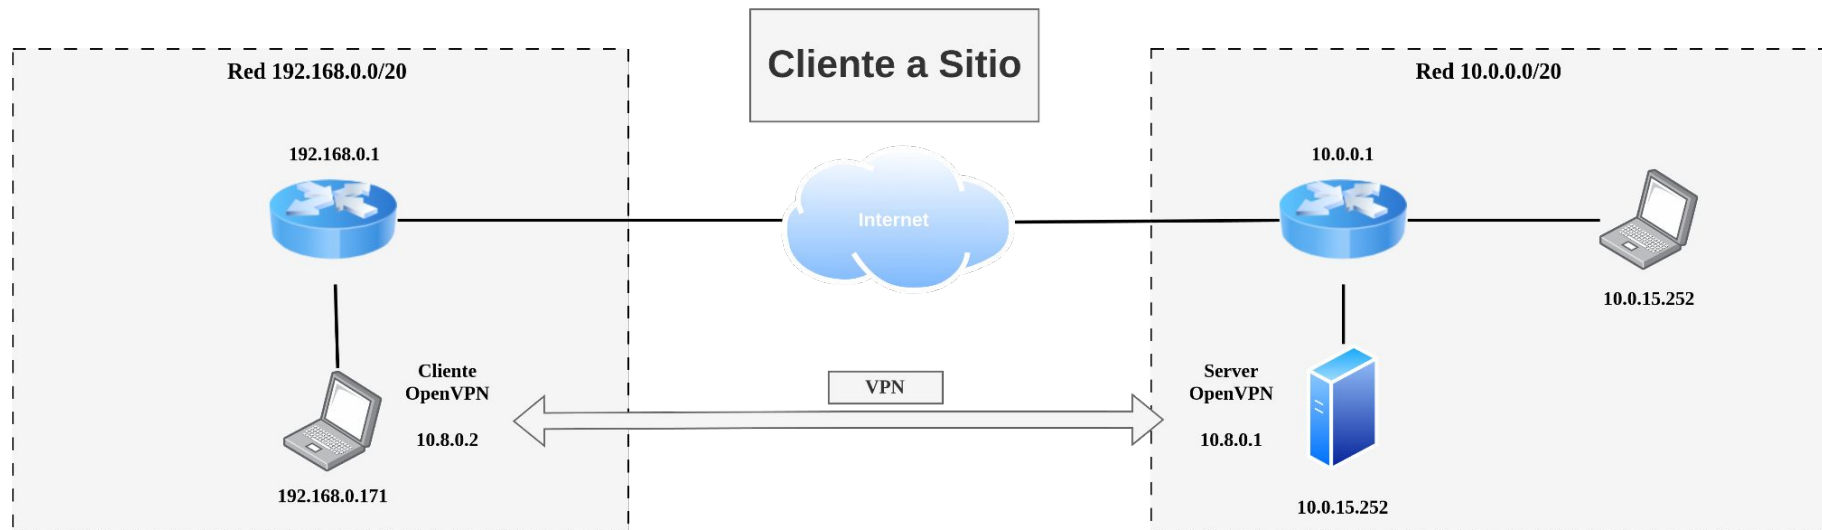 Cliente a Sitio
Red 192.168.0.0/20
Red 10.0.0.0/20
192.168.0.1
10.0.0.1
Internet
10.0.15.252
Cliente
OpenVPN
10.8.0.2
VPN
Server
OpenVPN
10.8.0.1
192.168.0.171
10.0.15.252